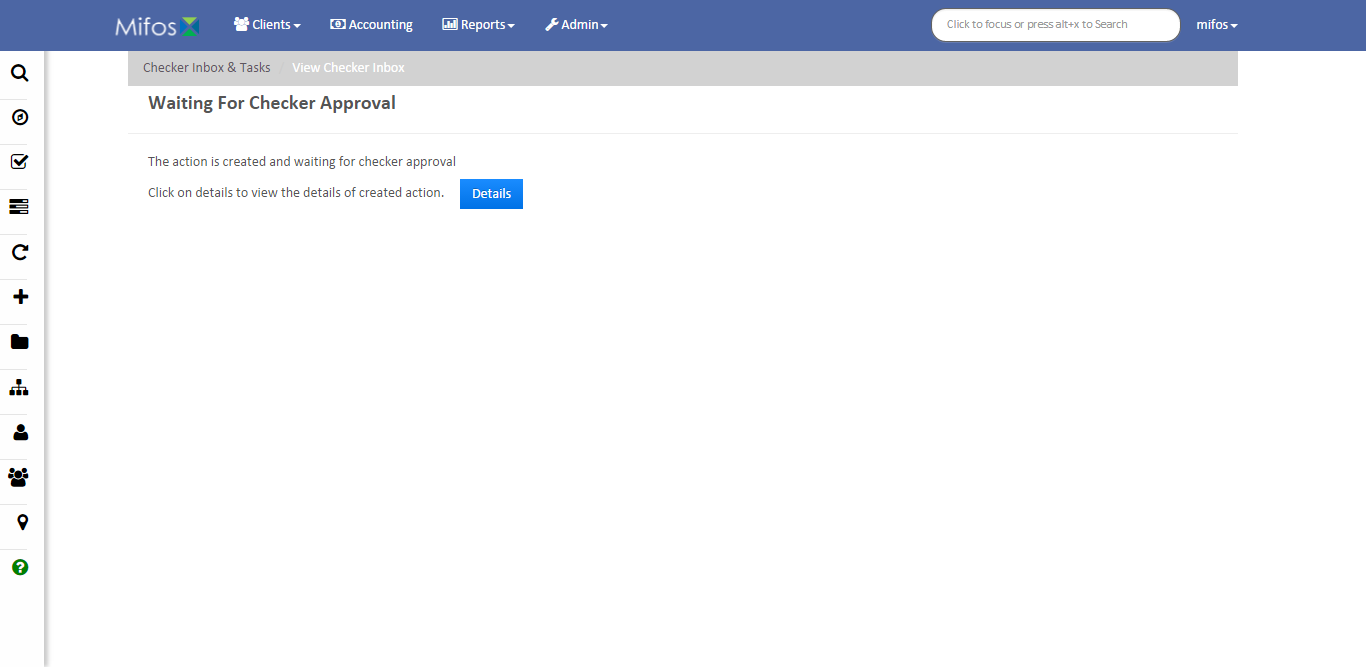 Mifos Clients Accounting Reports Admin Click to focus or press alt+x to Search mifos
Checker Inbox & Tasks / View Checker Inbox
Waiting For Checker Approval
The action is created and waiting for checker approval
Click on details to view the details of created action. Details